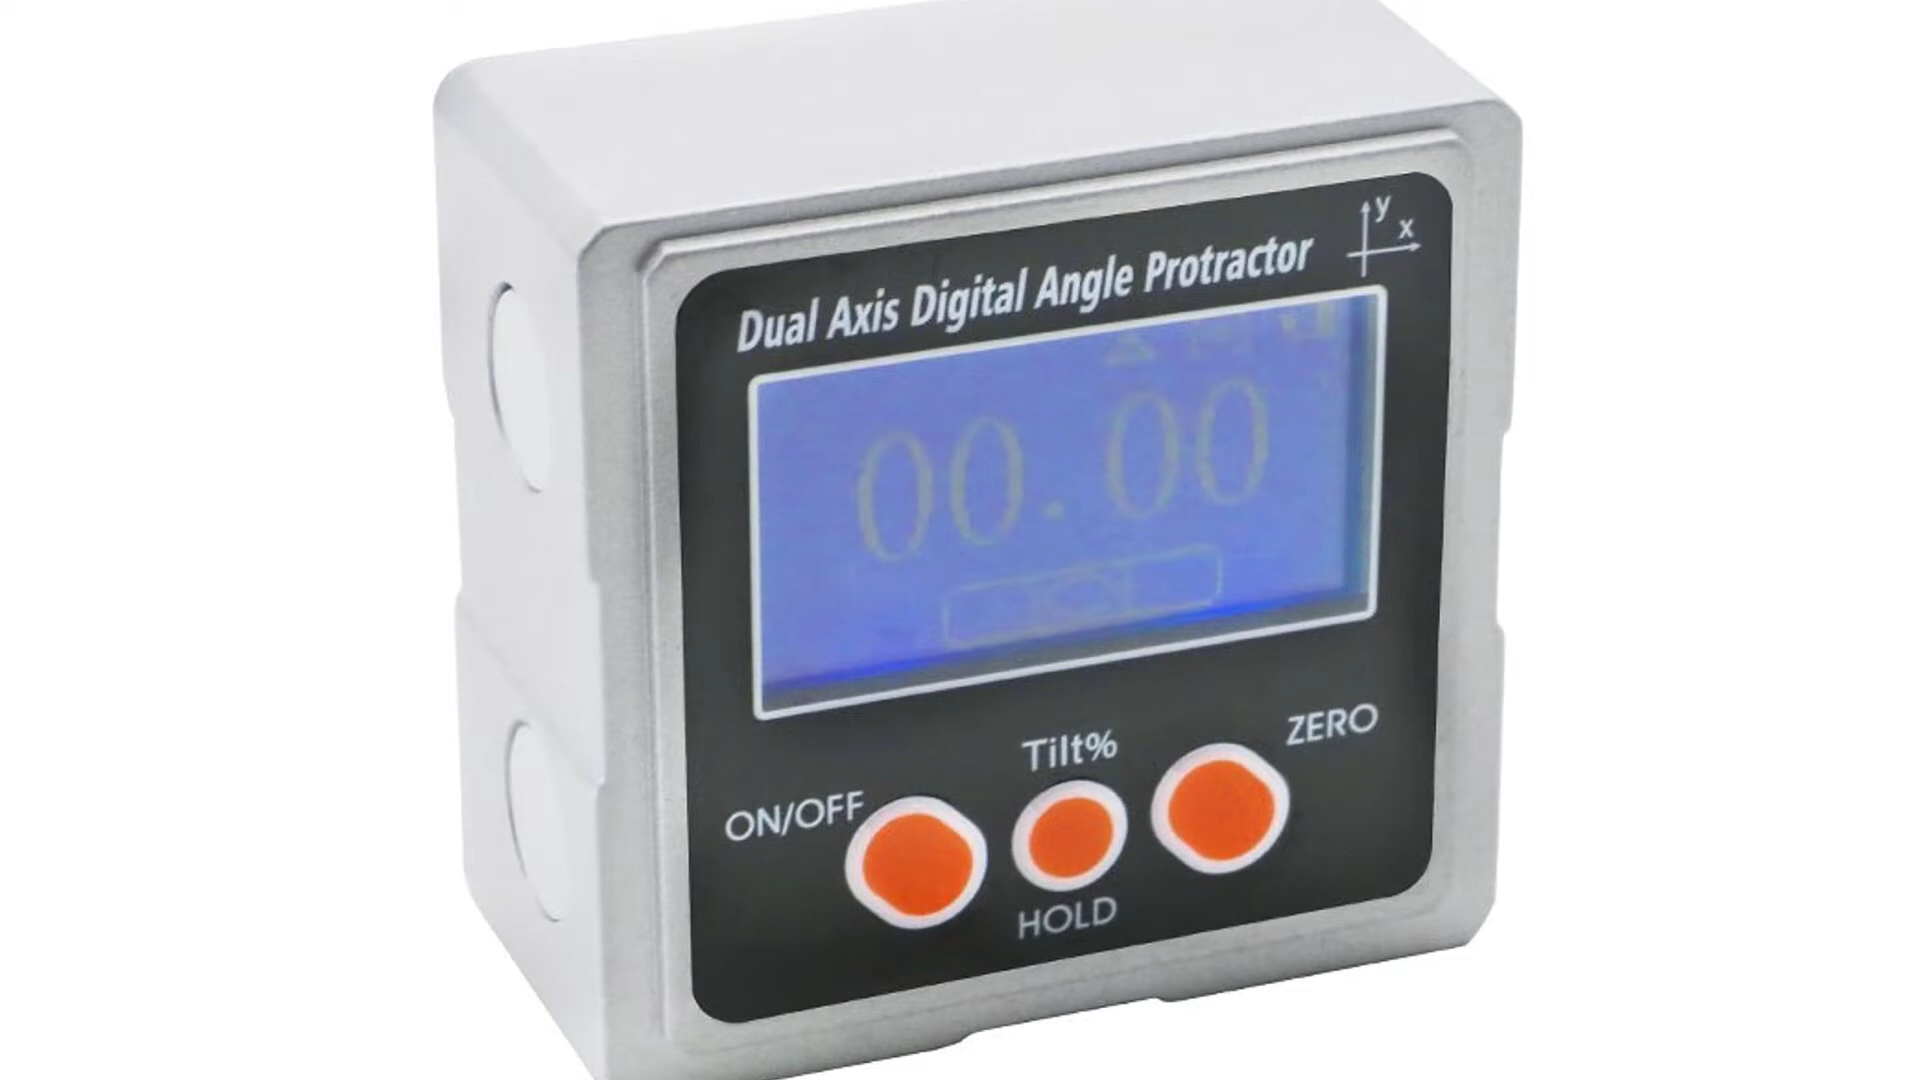 y
x
Dual Axis Digital Angle Protractor
00.00
Tilt%
ZERO
ON/OFF
HOLD